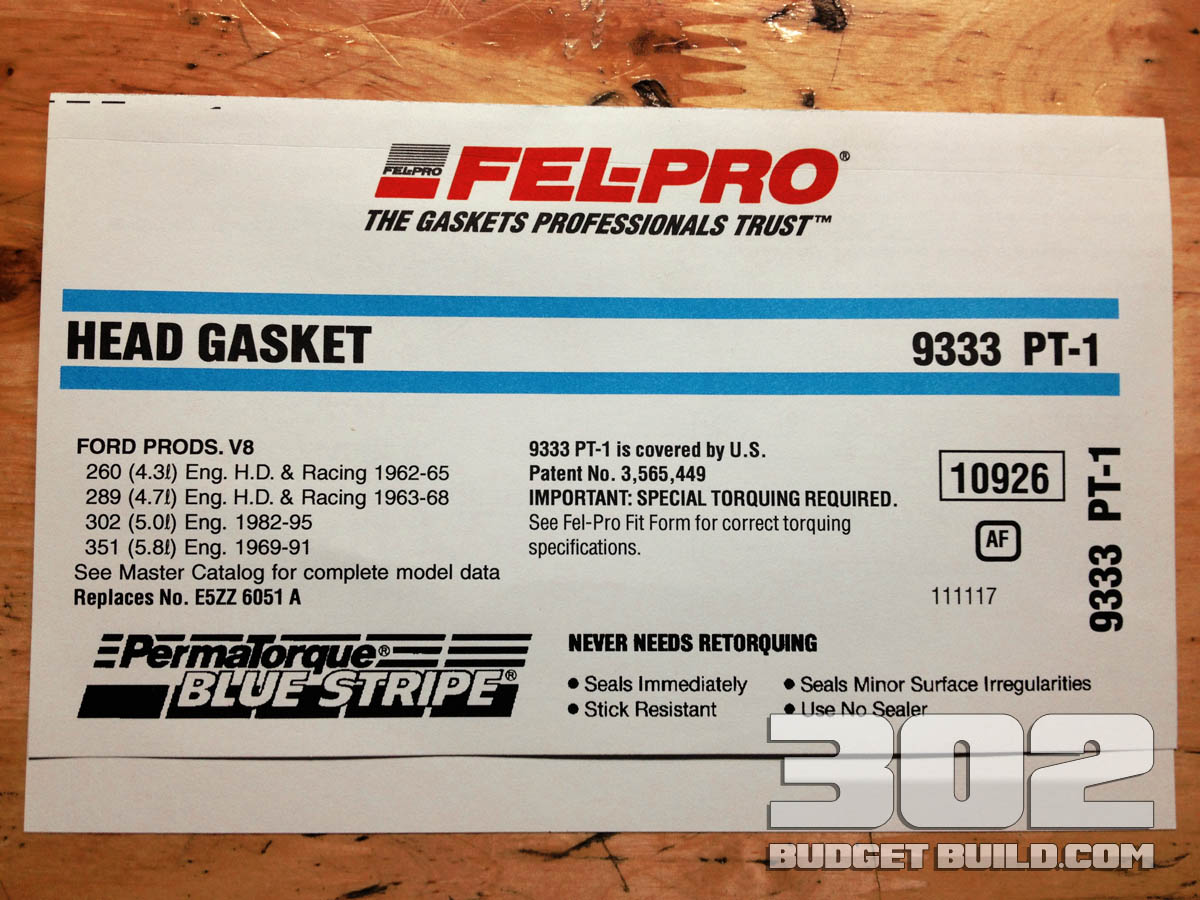 FEL-PRO
FEL-PRO®
THE GASKETS PROFESSIONALS TRUST™
HEAD GASKET
9333 PT-1
FORD PRODS. V8
260 (4.3ℓ) Eng. H.D. & Racing 1962-65
289 (4.7ℓ) Eng. H.D. & Racing 1963-68
302 (5.0ℓ) Eng. 1982-95
351 (5.8ℓ) Eng. 1969-91
See Master Catalog for complete model data
Replaces No. E5ZZ 6051 A
9333 PT-1 is covered by U.S.
Patent No. 3,565,449
IMPORTANT: SPECIAL TORQUING REQUIRED.
See Fel-Pro Fit Form for correct torquing
specifications.
10926
AF
111117
9333 PT-1
PermaTorque®
BLUE STRIPE®
NEVER NEEDS RETORQUING
● Seals Immediately
● Stick Resistant
● Seals Minor Surface Irregularities
● Use No Sealer
302
BUDGET BUILD.COM